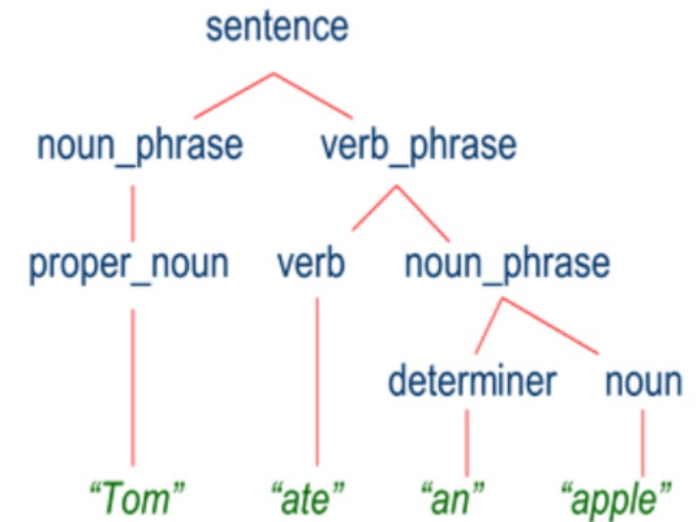 sentence
noun_phrase verb_phrase
proper_noun verb noun_phrase
determiner noun
“Tom” “ate” “an” “apple”